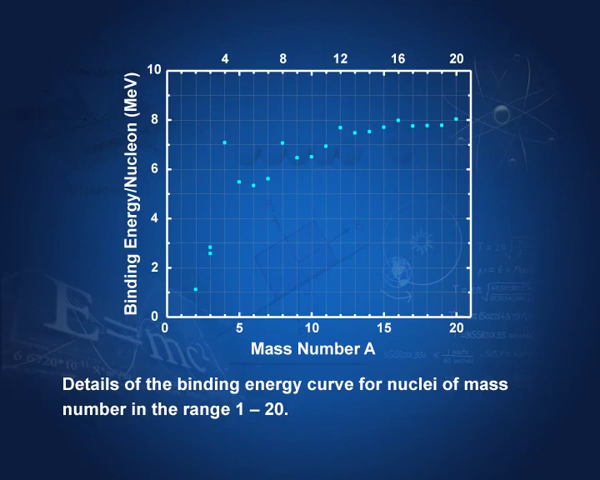 4 8 12 16 20
10
8
6
4
2
0
Binding Energy/Nucleon (MeV)
0 5 10 15 20
Mass Number A
E=mc²
Details of the binding energy curve for nuclei of mass
number in the range 1 – 20.